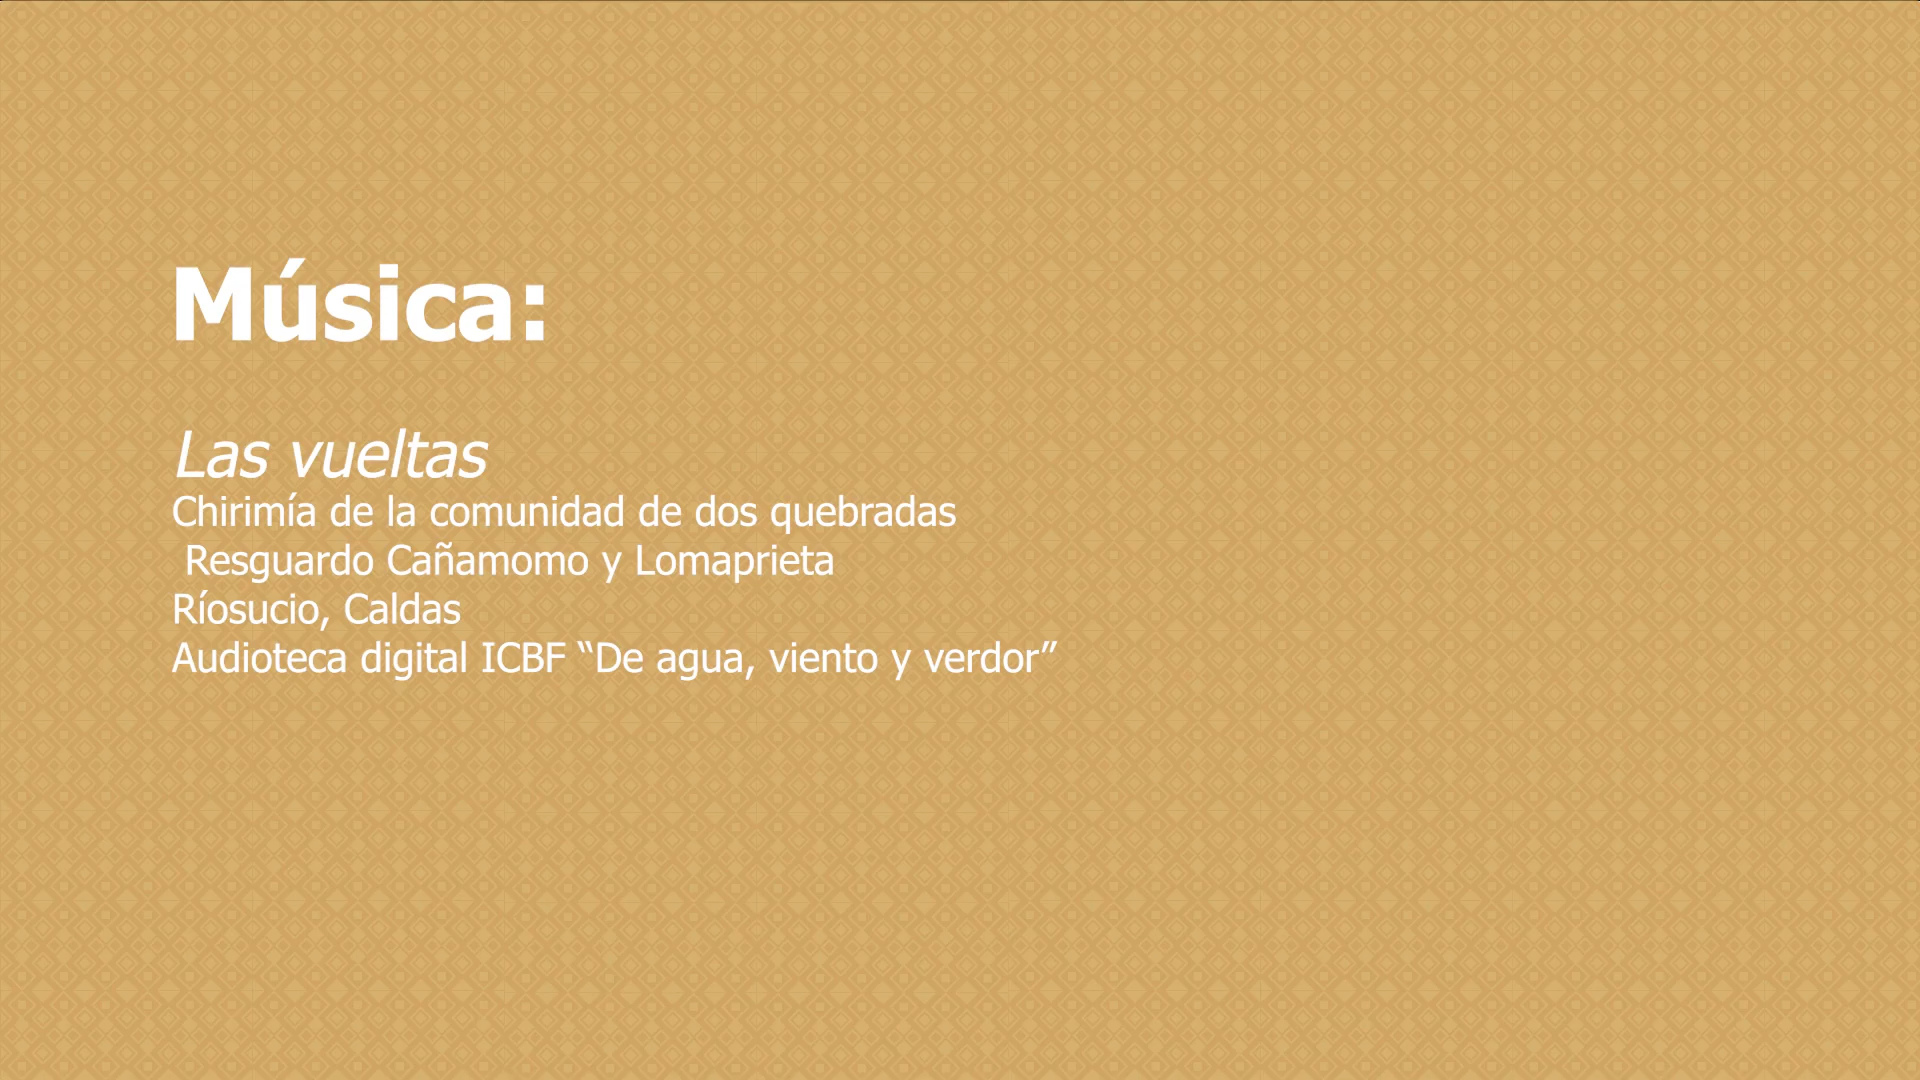 Música:
Las vueltas
Chirimía de la comunidad de dos quebradas
Resguardo Cañamomo y Lomaprieta
Ríosucio, Caldas
Audioteca digital ICBF “De agua, viento y verdor”